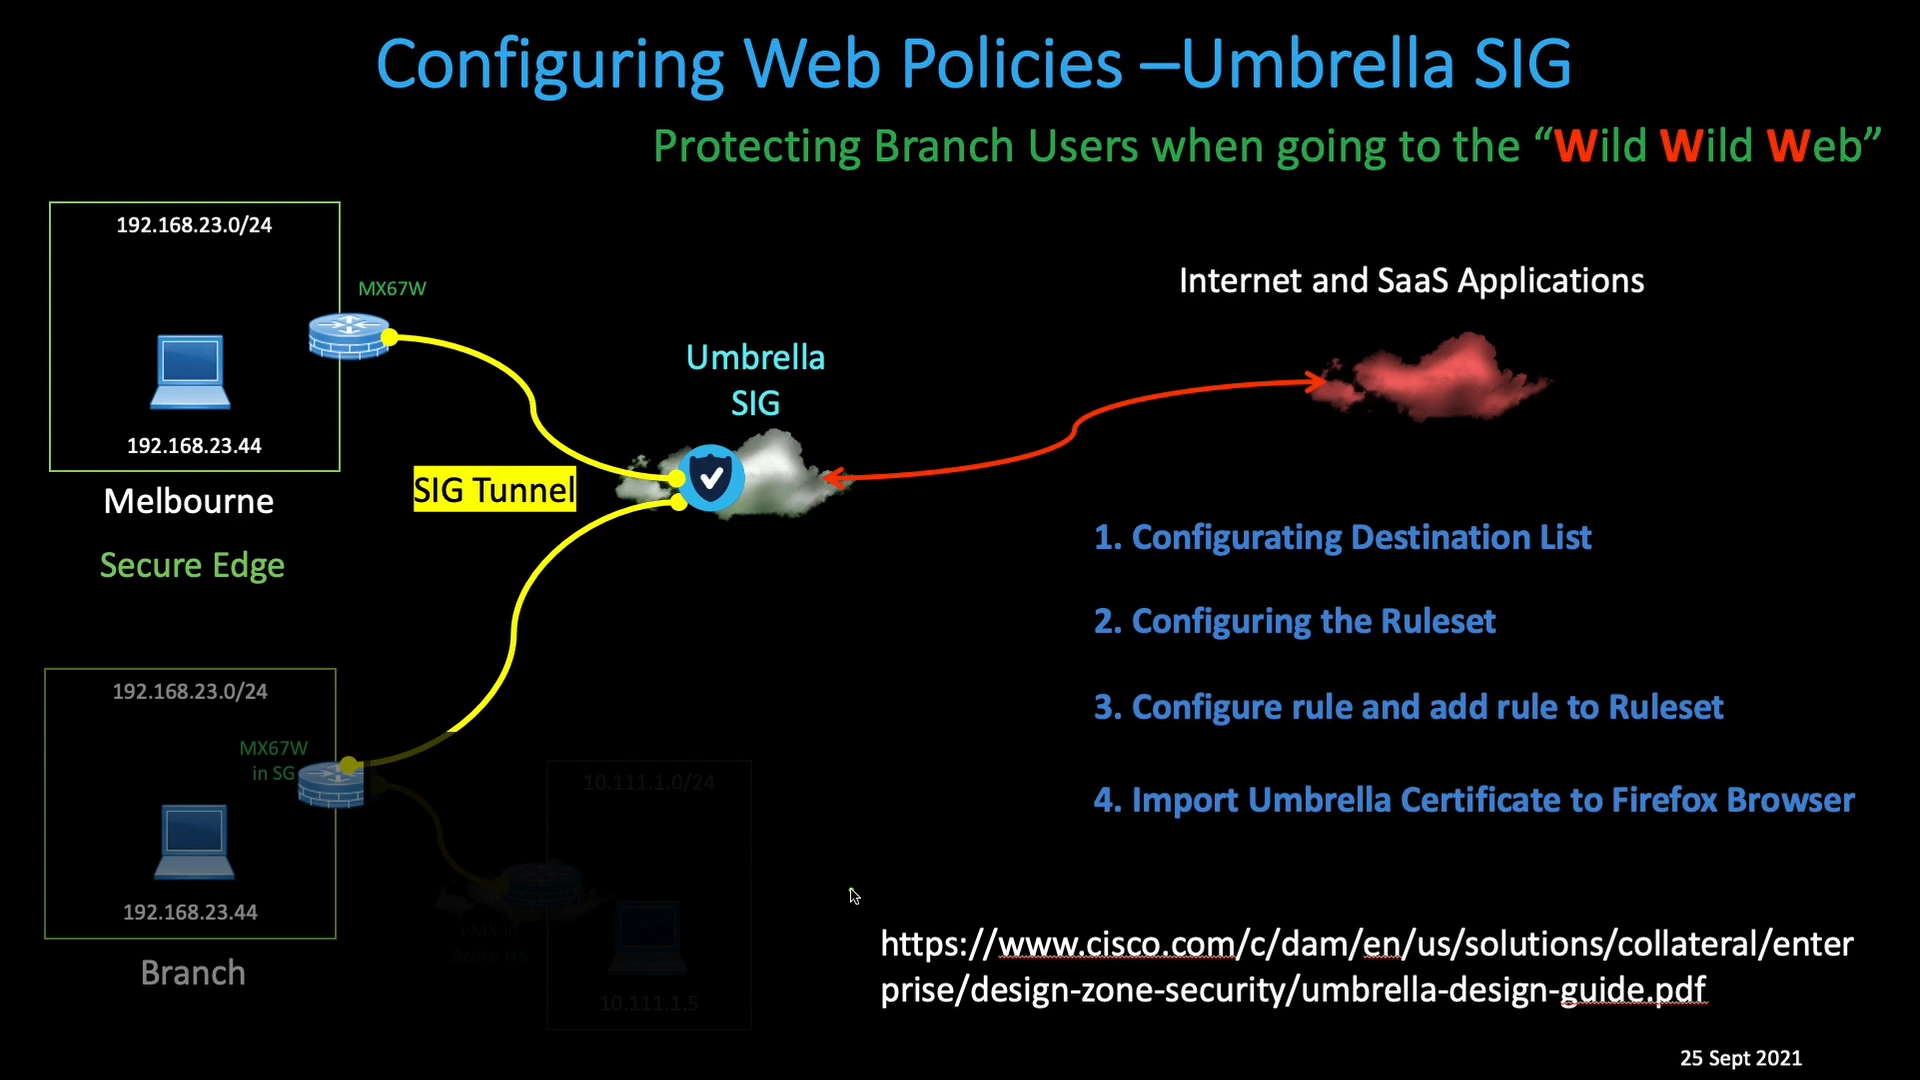 Configuring Web Policies –Umbrella SIG
Protecting Branch Users when going to the “Wild Wild Web”
192.168.23.0/24
MX67W
192.168.23.44
Melbourne
Secure Edge
Umbrella
SIG
SIG Tunnel
Internet and SaaS Applications
1. Configurating Destination List
2. Configuring the Ruleset
3. Configure rule and add rule to Ruleset
4. Import Umbrella Certificate to Firefox Browser
192.168.23.0/24
MX67W
in SG
192.168.23.44
Branch
10.111.1.0/24
vMX in
Azure HK
10.111.1.5
https://www.cisco.com/c/dam/en/us/solutions/collateral/enter
prise/design-zone-security/umbrella-design-guide.pdf
25 Sept 2021